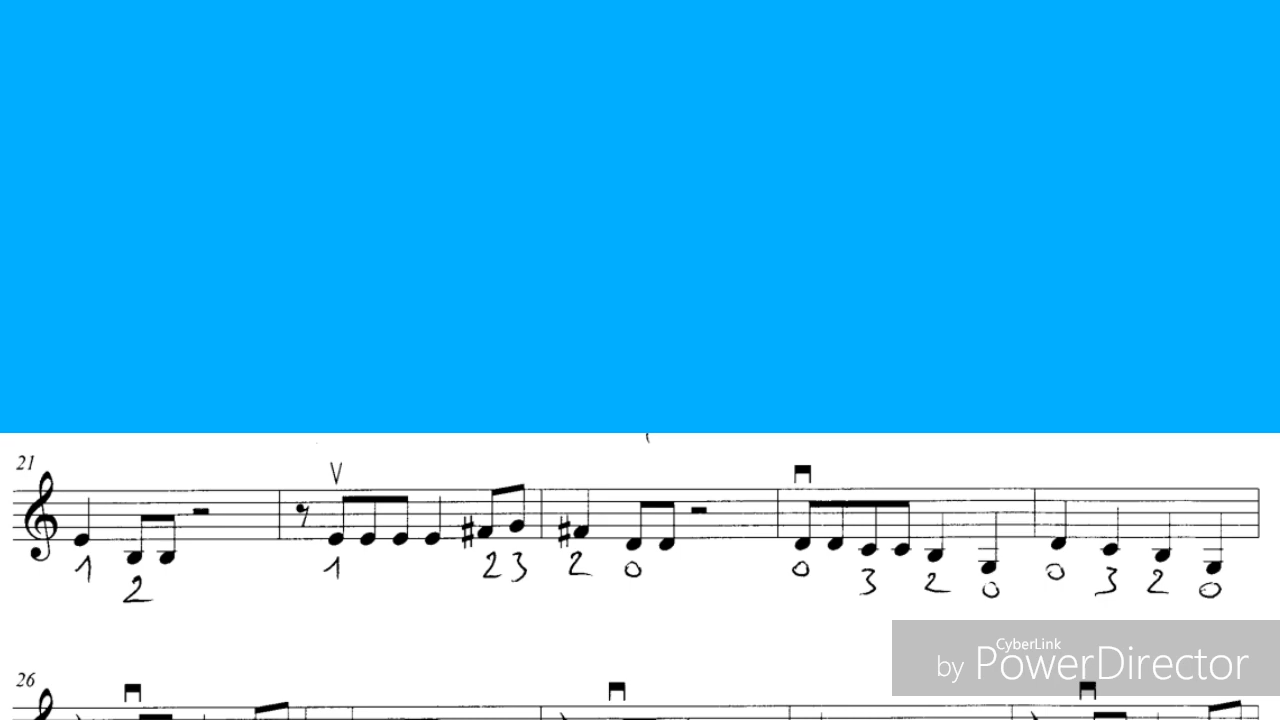 21
V
1 2 1 2 3 2 0 0 3 2 0 0 3 2 0
CyberLink
by PowerDirector
26